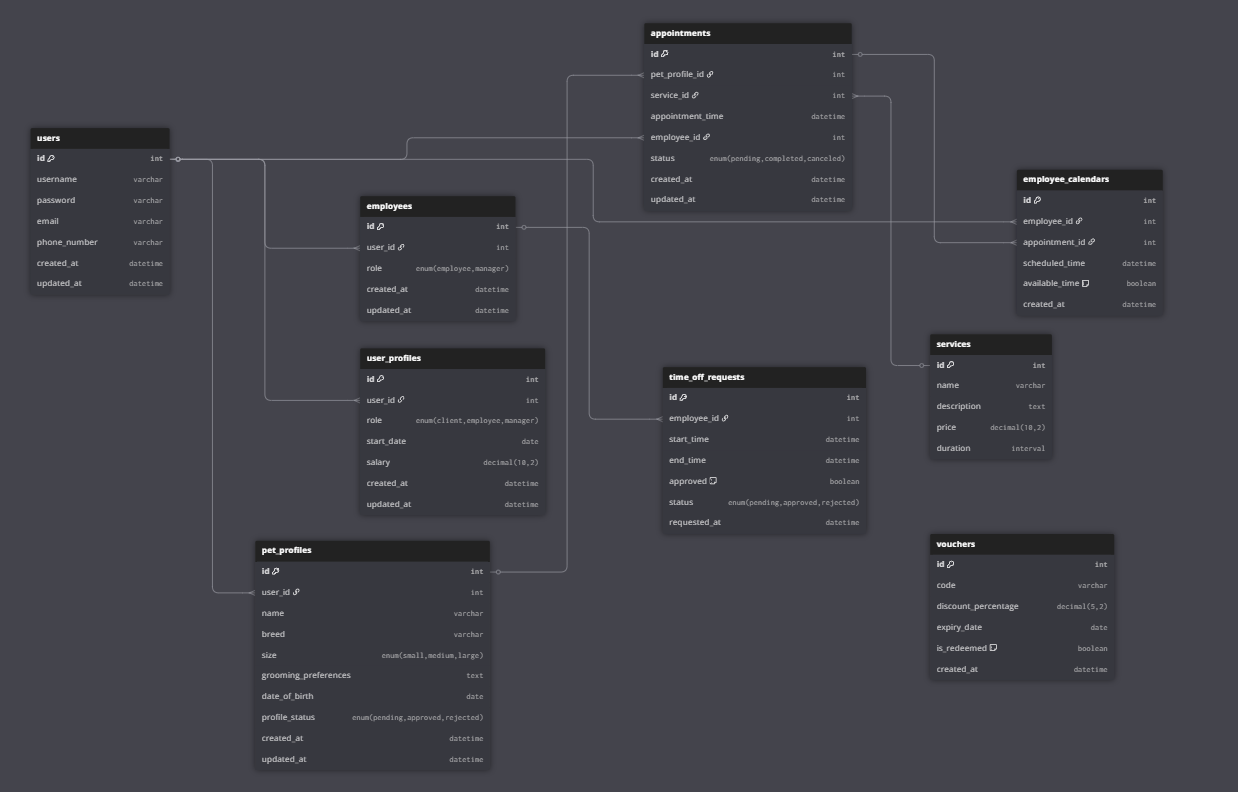 appointments
id int
pet_profile_id int
service_id int
appointment_time datetime
employee_id int
status enum(pending,completed,canceled)
created_at datetime
updated_at datetime
users
id int
username varchar
password varchar
email varchar
phone_number varchar
created_at datetime
updated_at datetime
employee_calendars
id int
employee_id int
appointment_id int
scheduled_time datetime
available_time boolean
created_at datetime
employees
id int
user_id int
role enum(employee,manager)
created_at datetime
updated_at datetime
services
id int
name varchar
description text
price decimal(10,2)
duration interval
user_profiles
id int
user_id int
role enum(client,employee,manager)
start_date date
salary decimal(10,2)
created_at datetime
updated_at datetime
time_off_requests
id int
employee_id int
start_time datetime
end_time datetime
approved boolean
status enum(pending,approved,rejected)
requested_at datetime
vouchers
id int
code varchar
discount_percentage decimal(5,2)
expiry_date date
is_redeemed boolean
created_at datetime
pet_profiles
id int
user_id int
name varchar
breed varchar
size enum(small,medium,large)
grooming_preferences text
date_of_birth date
profile_status enum(pending,approved,rejected)
created_at datetime
updated_at datetime